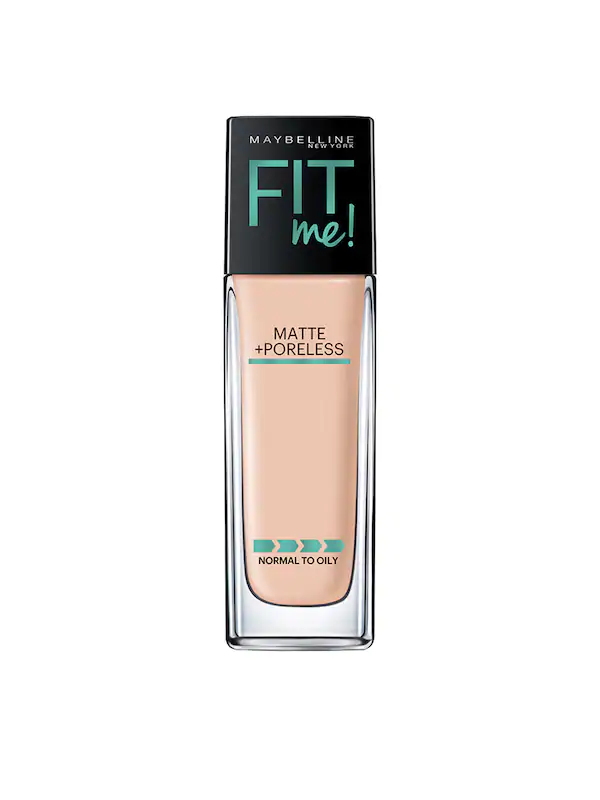 MAYBELLINE
NEW YORK
FIT
me!
MATTE
+PORELESS
NORMAL TO OILY